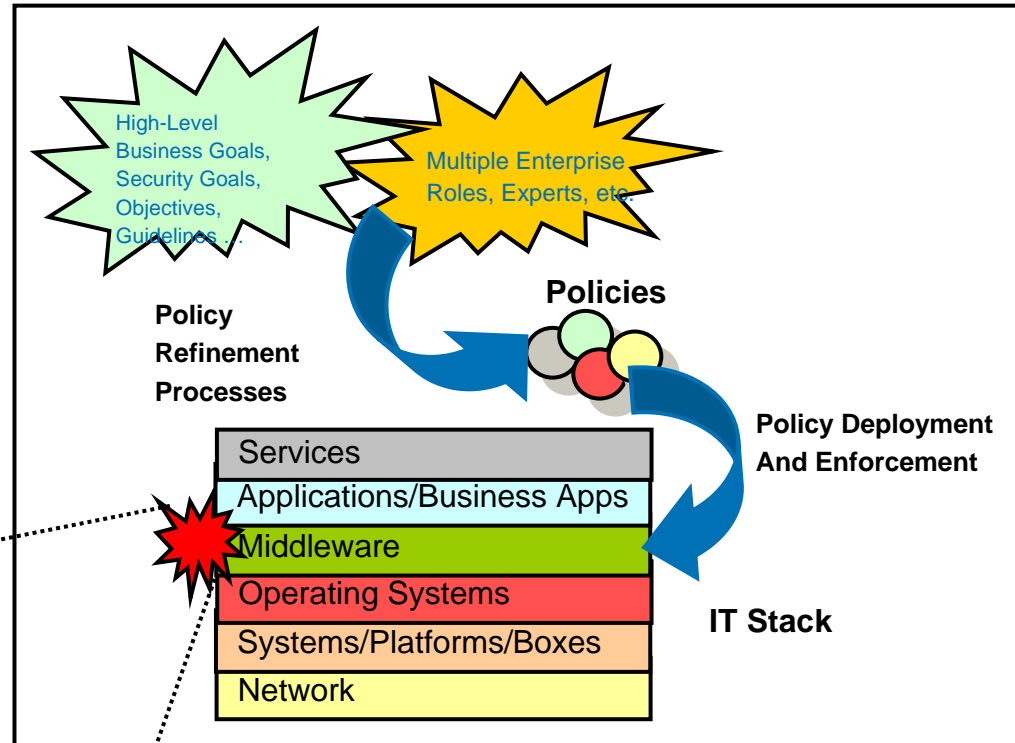 High-Level
Business Goals,
Security Goals,
Objectives,
Guidelines ...
Multiple Enterprise
Roles, Experts, etc.
Policies
Policy
Refinement
Processes
Policy Deployment
And Enforcement
Services
Applications/Business Apps
Middleware
Operating Systems
Systems/Platforms/Boxes
Network
IT Stack